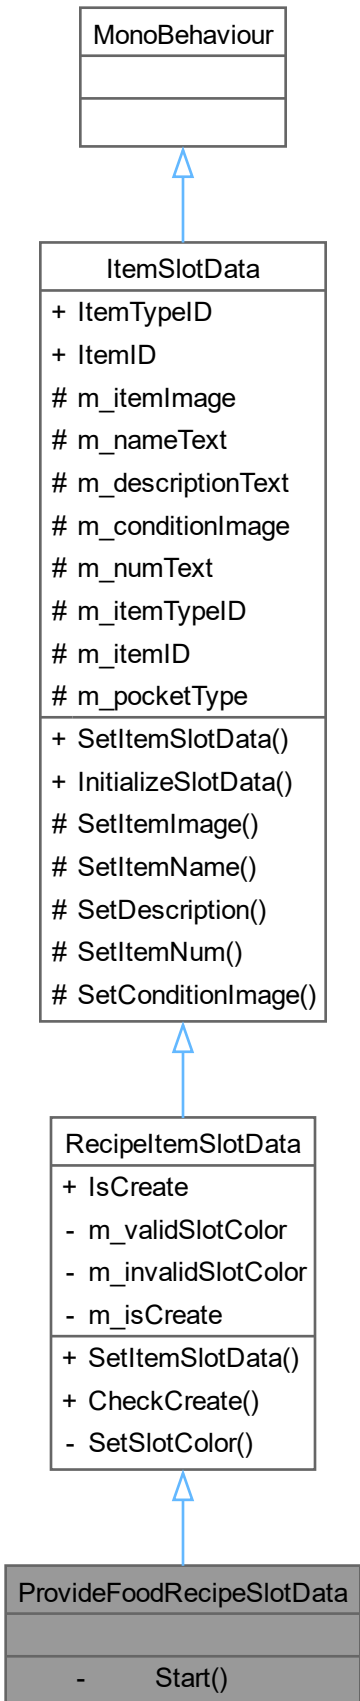 MonoBehaviour
ItemSlotData
+ ItemTypeID
+ ItemID
# m_itemImage
# m_nameText
# m_descriptionText
# m_conditionImage
# m_numText
# m_itemTypeID
# m_itemID
# m_pocketType
+ SetItemSlotData()
+ InitializeSlotData()
# SetItemImage()
# SetItemName()
# SetDescription()
# SetItemNum()
# SetConditionImage()
RecipeItemSlotData
+ IsCreate
- m_validSlotColor
- m_invalidSlotColor
- m_isCreate
+ SetItemSlotData()
+ CheckCreate()
- SetSlotColor()
ProvideFoodRecipeSlotData
- Start()